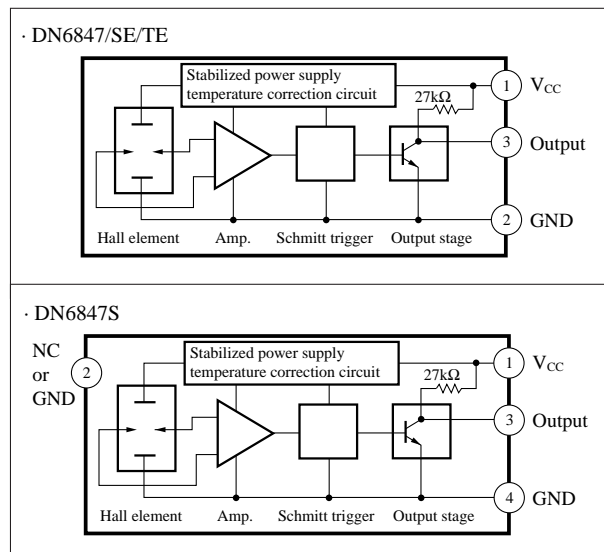 · DN6847/SE/TE
Stabilized power supply
temperature correction circuit
27kΩ
1
VCC
3
Output
2
GND
Hall element
Amp.
Schmitt trigger
Output stage
· DN6847S
NC
or
GND
2
Stabilized power supply
temperature correction circuit
27kΩ
1
VCC
3
Output
4
GND
Hall element
Amp.
Schmitt trigger
Output stage